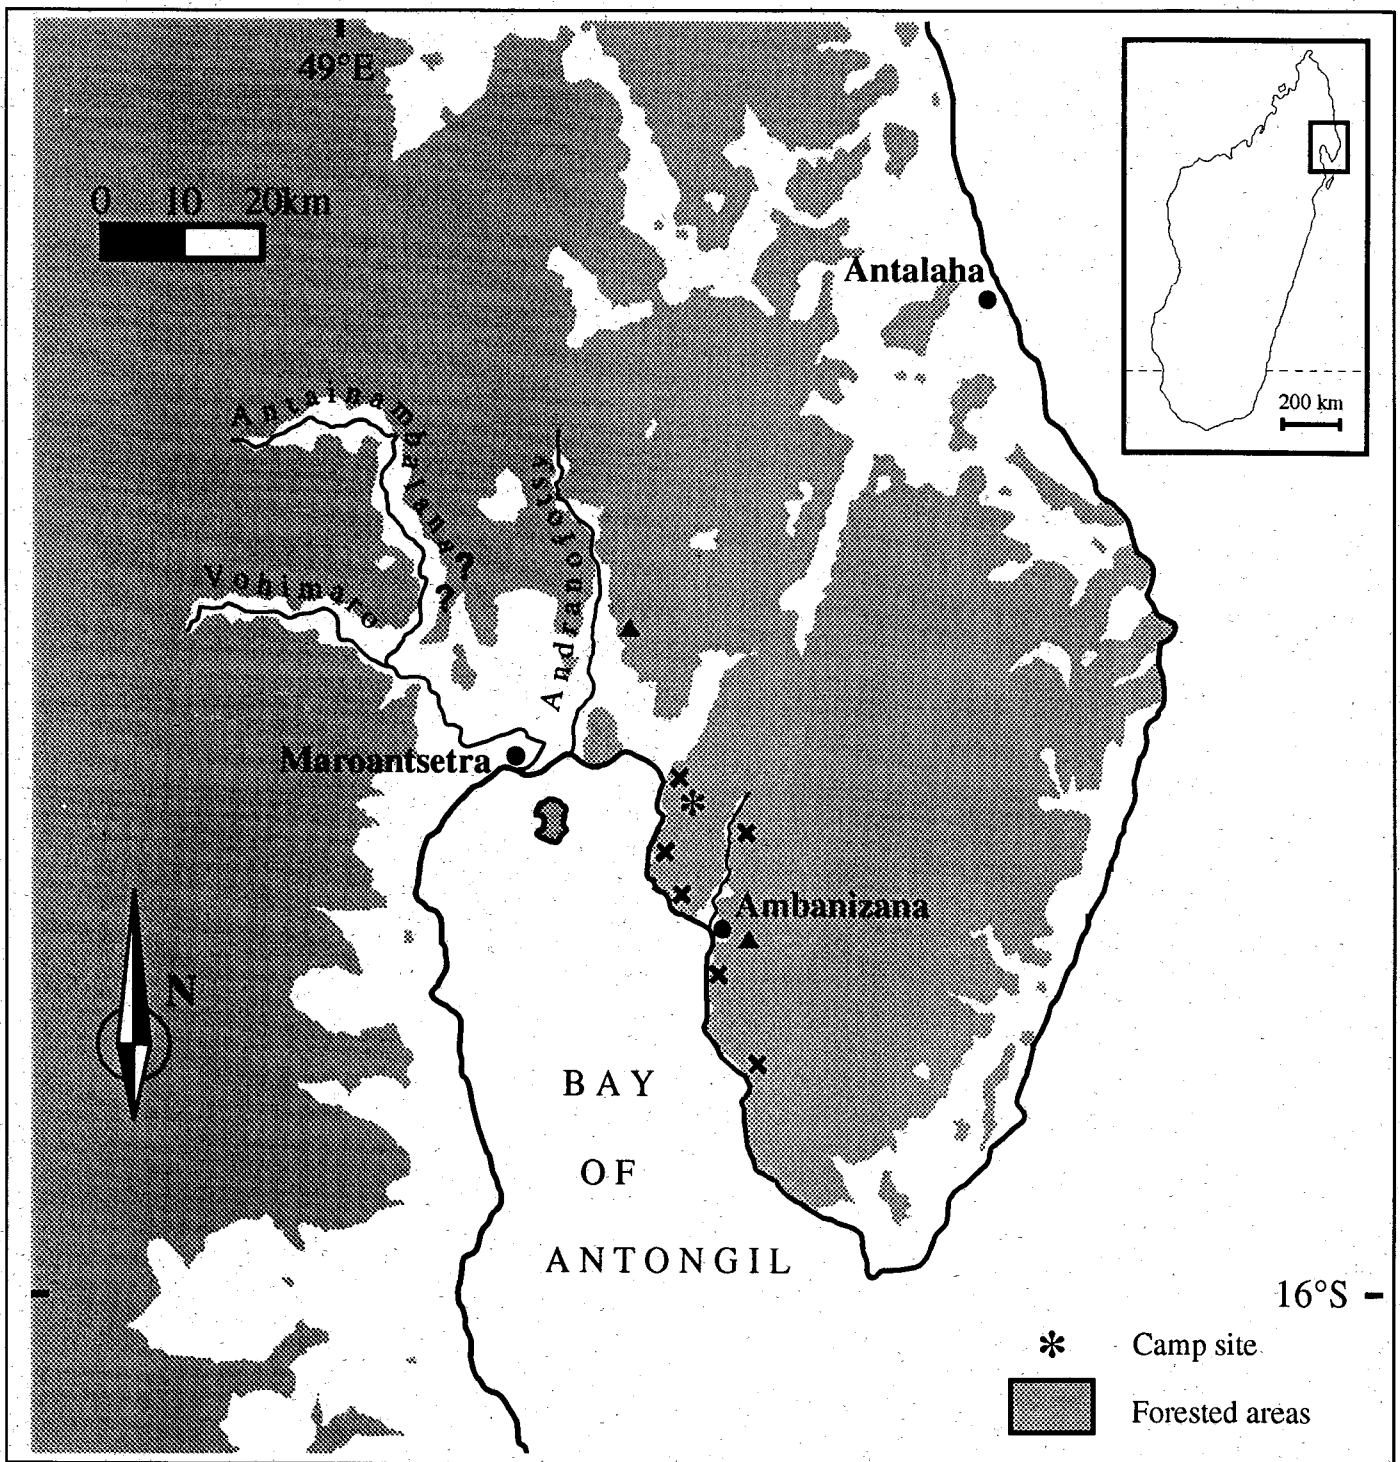 49°E
0 10 20km
Antalaha
200 km
Antainambalana
?
?
Vohimaro
Andranofotsy
Maroantsetra
Ambanizana
N
BAY
OF
ANTONGIL
16°S
* Camp site
Forested areas